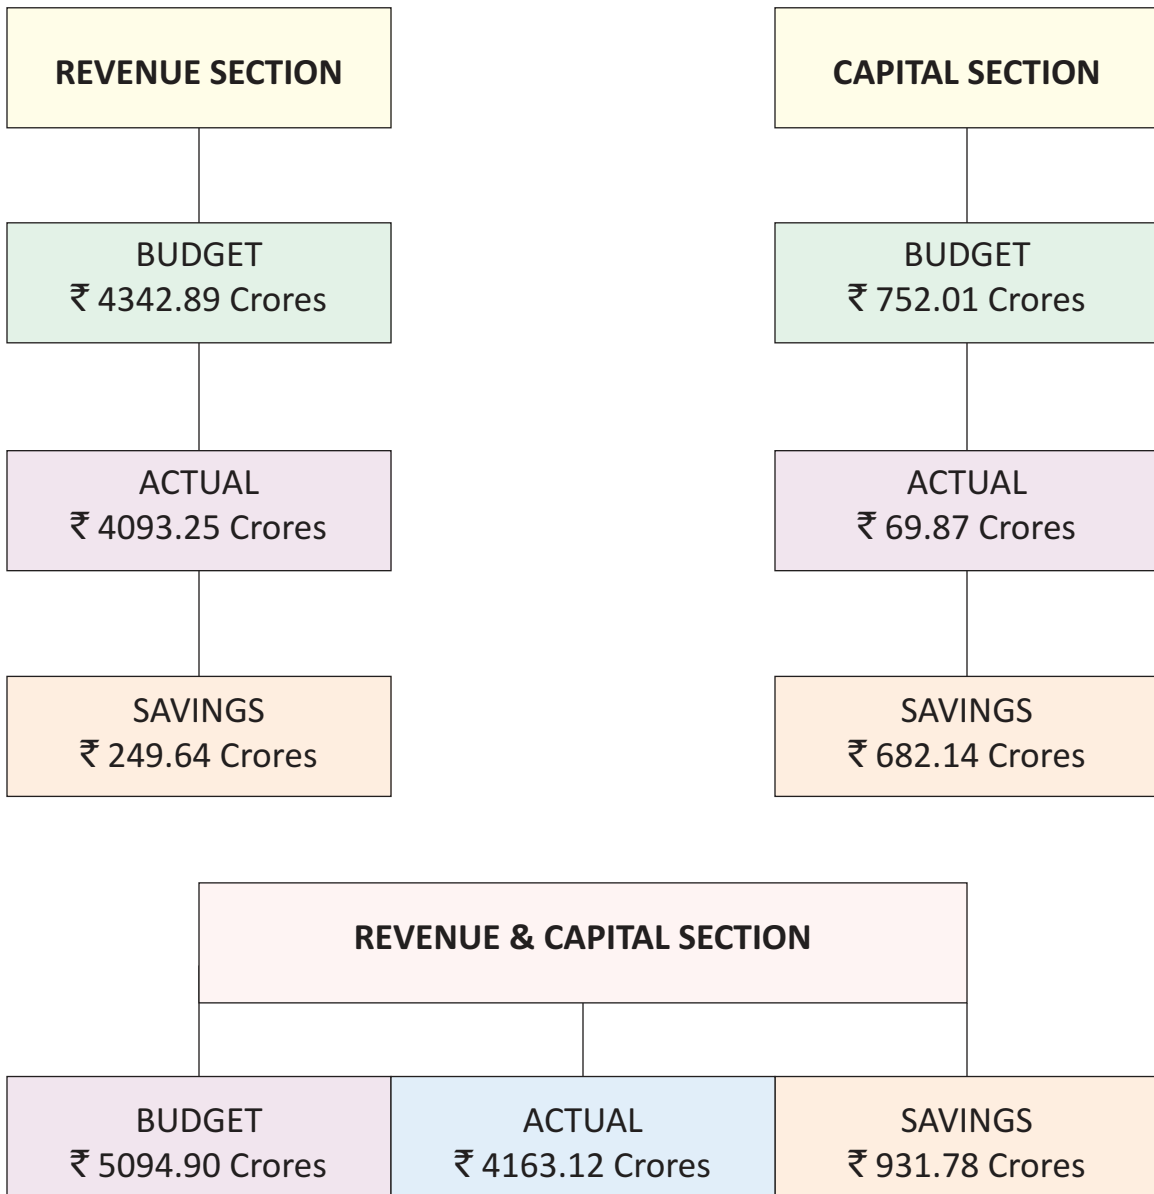 REVENUE SECTION
BUDGET
₹ 4342.89 Crores
ACTUAL
₹ 4093.25 Crores
SAVINGS
₹ 249.64 Crores
CAPITAL SECTION
BUDGET
₹ 752.01 Crores
ACTUAL
₹ 69.87 Crores
SAVINGS
₹ 682.14 Crores
REVENUE & CAPITAL SECTION
BUDGET
₹ 5094.90 Crores
ACTUAL
₹ 4163.12 Crores
SAVINGS
₹ 931.78 Crores